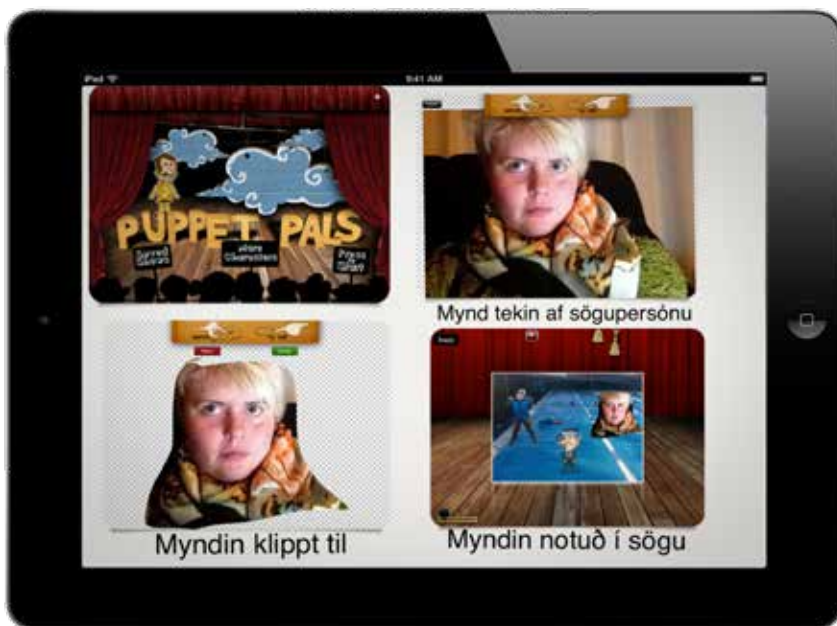 iPad
9:41 AM
PUPPET PALS
Mynd tekin af sögupersónu
Myndin klippt til
Myndin notuð í sögu